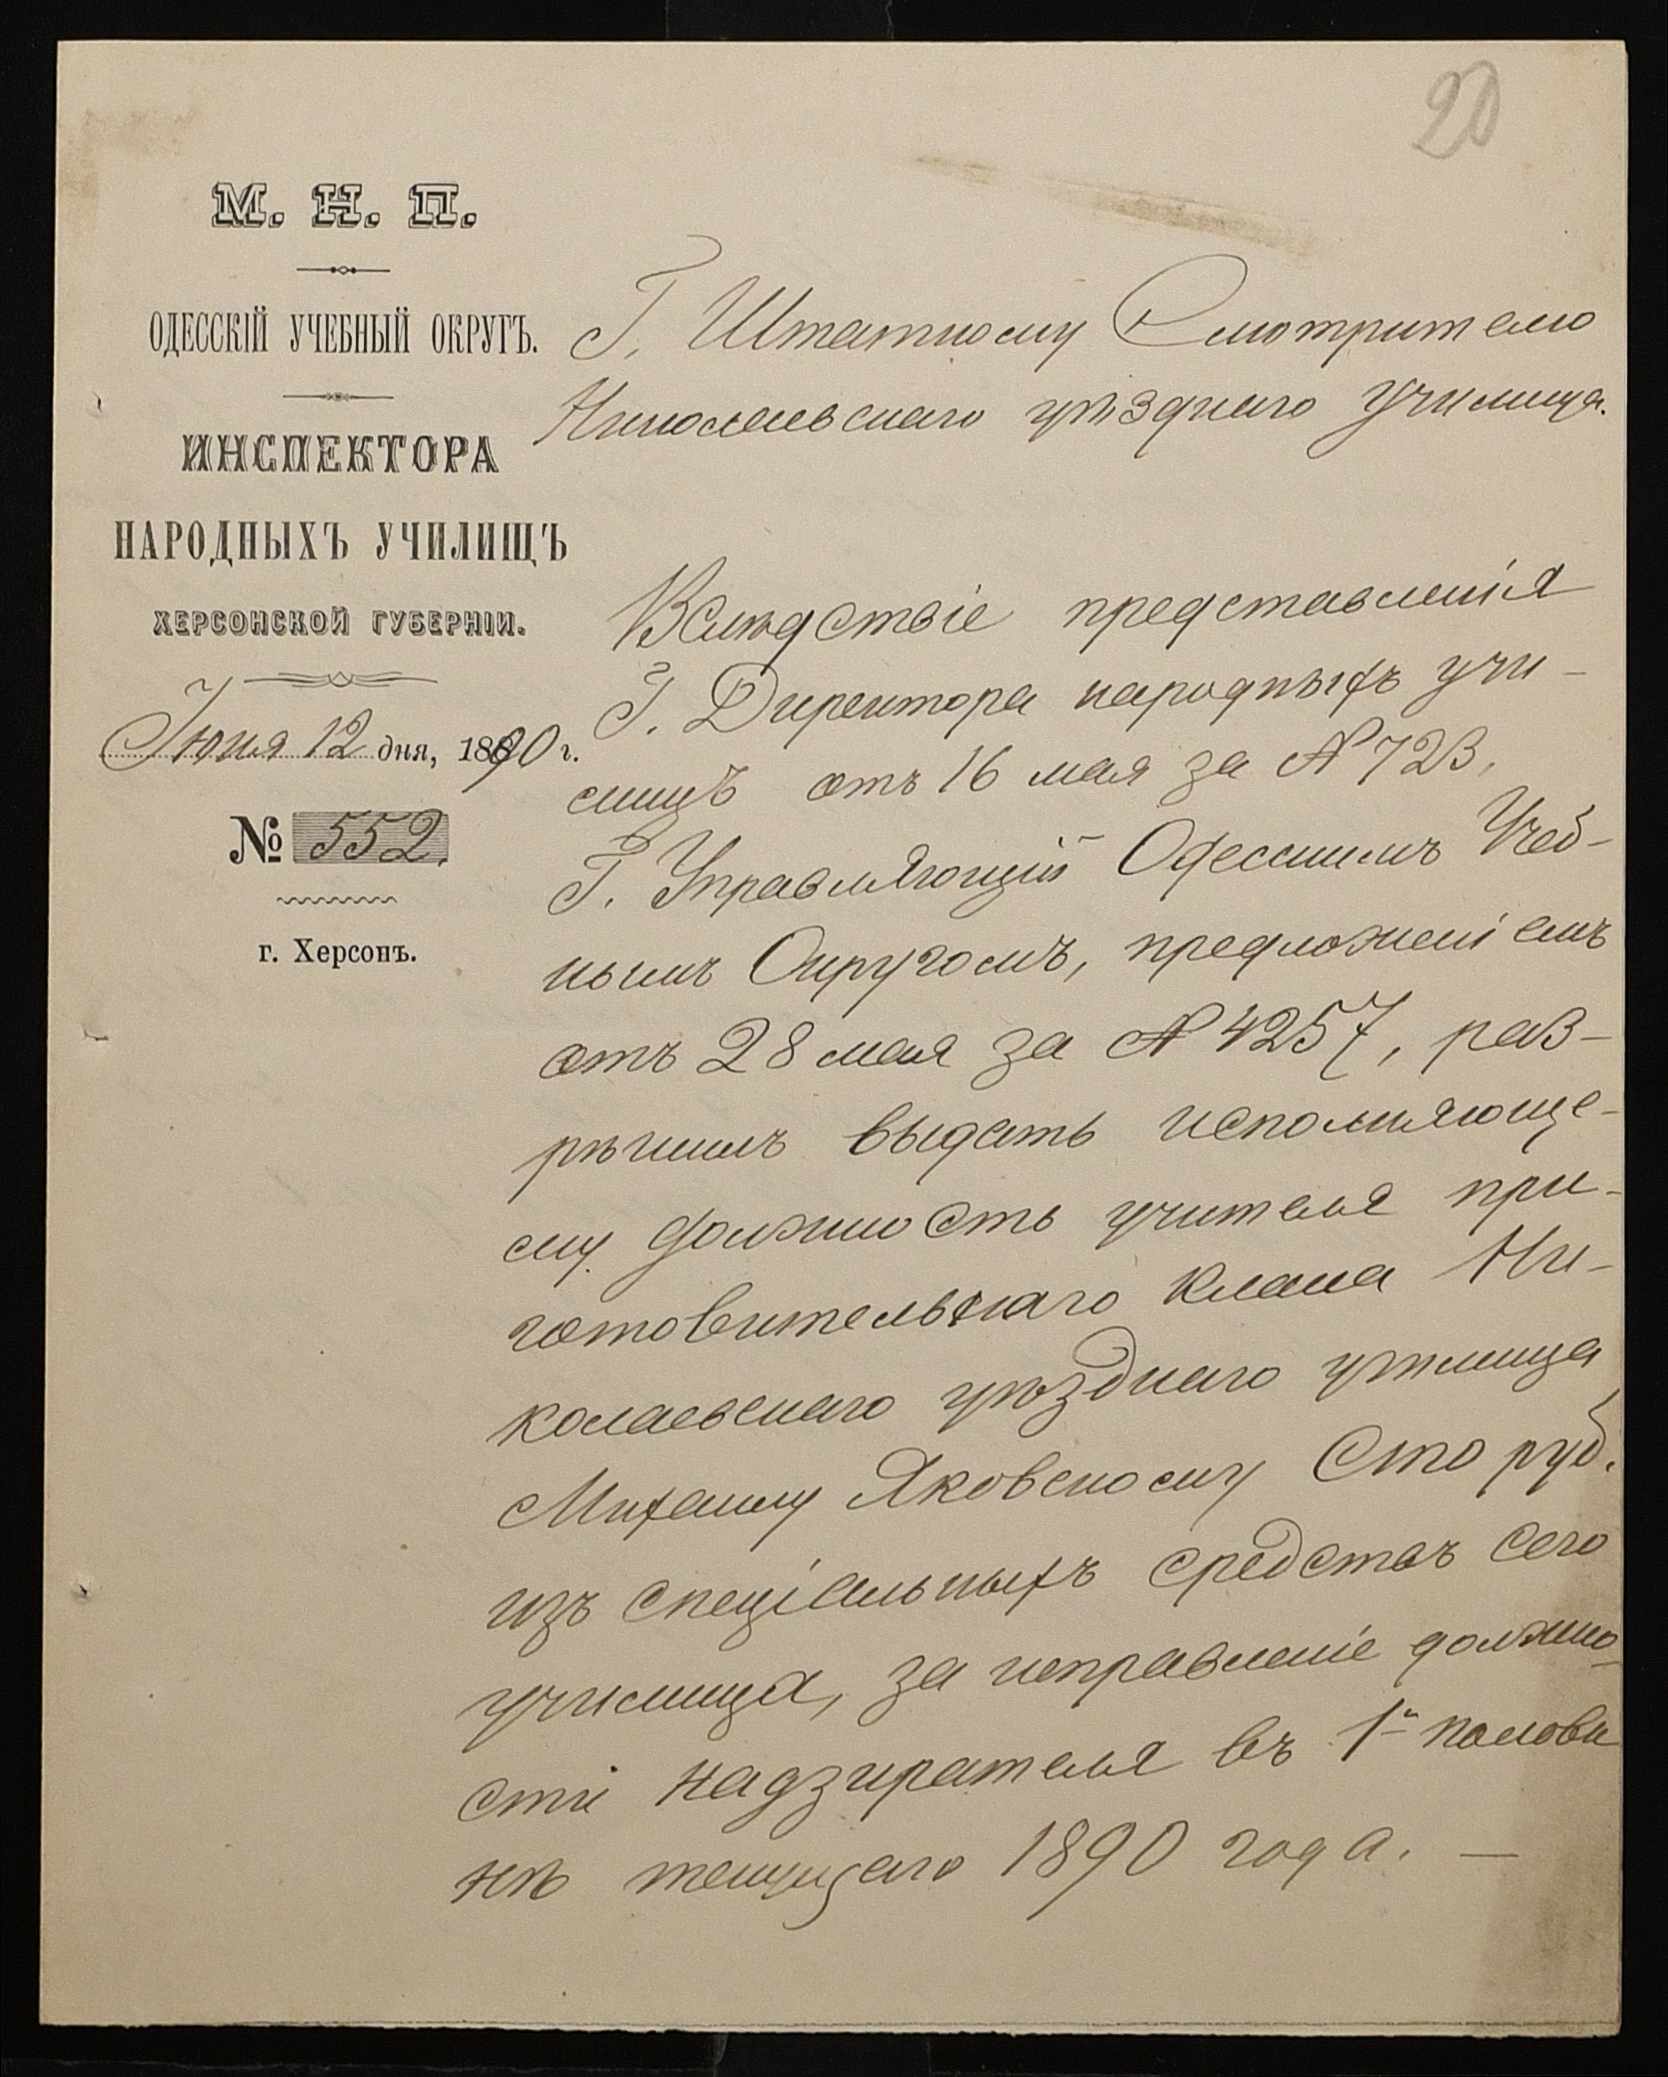 20
М. Н. П.
ОДЕССКІЙ УЧЕБНЫЙ ОКРУГЪ.
ИНСПЕКТОРА
НАРОДНЫХЪ УЧИЛИЩЪ
ХЕРСОНСКОЙ ГУБЕРНІИ.
Іюня 12 дня, 1890 г.
№ 552.
г. Херсонъ.
Г. Штатному Смотрителю
Николаевскаго уѣзднаго Училища.
Вслѣдствіе представленія
Г. Директора народныхъ учи-
лищъ отъ 16 мая за № 723,
Г. Управляющій Одесскимъ Учеб-
нымъ Округомъ, предложеніемъ
отъ 28 мая за № 4257, раз-
рѣшилъ выдать исполняюще-
му должность учителя при-
готовительнаго класса Ни-
колаевскаго уѣзднаго училища
Михаилу Яковскому Сто руб.
изъ спеціальныхъ средствъ сего
училища, за исправленіе должно-
сти надзирателя въ 1й полови
нѣ текущаго 1890 года. —